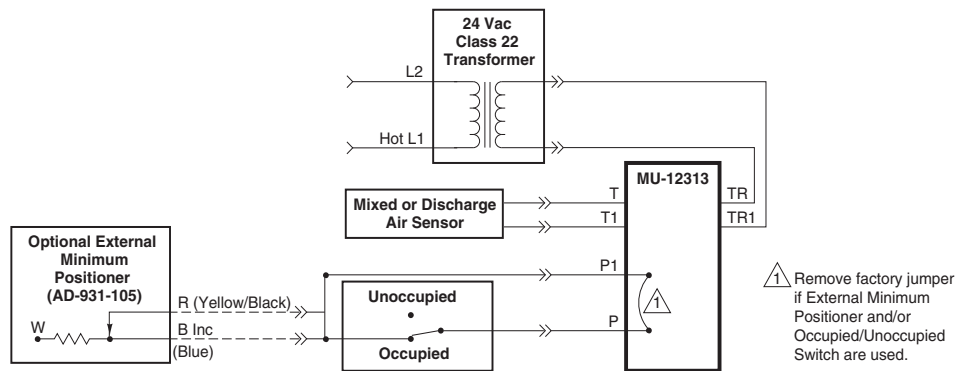 24 Vac
Class 22
Transformer
L2
Hot L1
MU-12313
Mixed or Discharge
Air Sensor
T
TR
T1
TR1
Optional External
Minimum
Positioner
(AD-931-105)
P1
1
1 Remove factory jumper
if External Minimum
Positioner and/or
Occupied/Unoccupied
Switch are used.
R (Yellow/Black)
Unoccupied
W
B Inc
P
(Blue)
Occupied